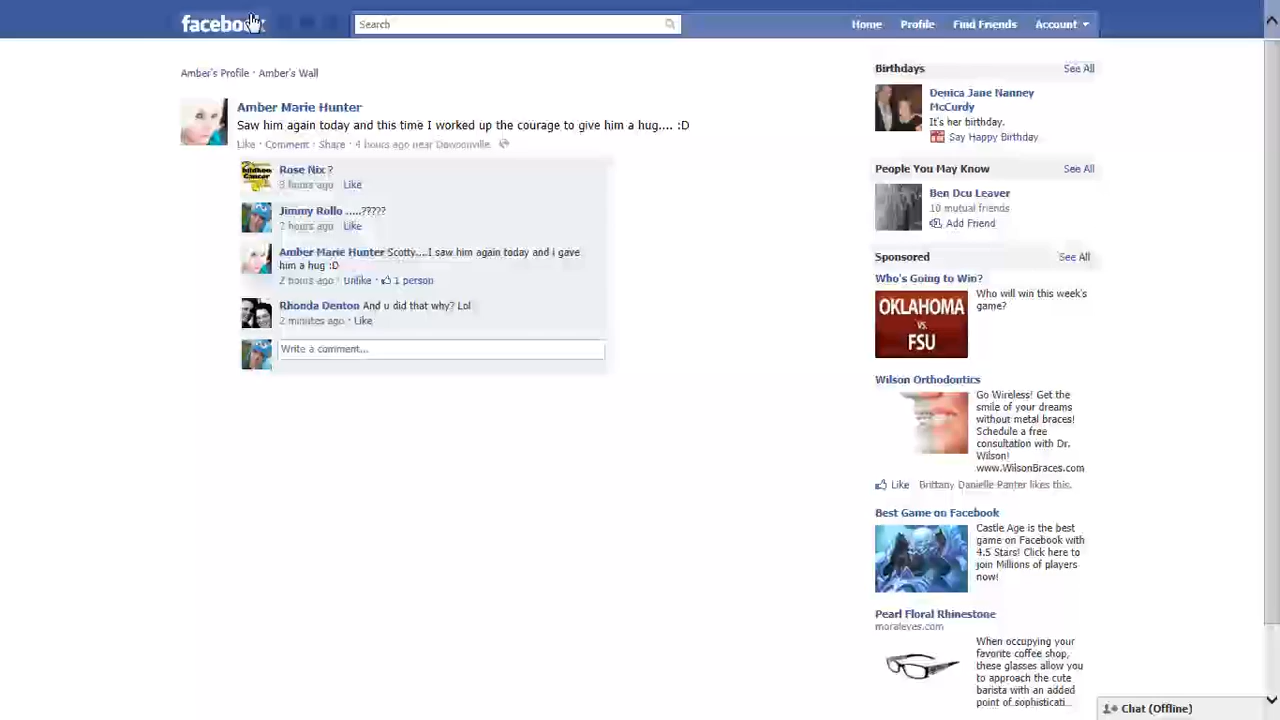 facebook
Search
Home Profile Find Friends Account
Amber's Profile · Amber's Wall
Amber Marie Hunter
Saw him again today and this time I worked up the courage to give him a hug.... :D
Like · Comment · Share · 4 hours ago near Dawsonville
Rose Nix ?
3 hours ago Like
Jimmy Rollo .....?????
2 hours ago Like
Amber Marie Hunter Scotty....I saw him again today and i gave
him a hug :D
2 hours ago · Unlike · 1 person
Rhonda Denton And u did that why? Lol
2 minutes ago · Like
Write a comment...
Birthdays See All
Denica Jane Nanney
McCurdy
It's her birthday.
Say Happy Birthday
People You May Know See All
Ben Dcu Leaver
10 mutual friends
Add Friend
Sponsored See All
Who's Going to Win?
OKLAHOMA
VS.
FSU
Who will win this week's
game?
Wilson Orthodontics
Go Wireless! Get the
smile of your dreams
without metal braces!
Schedule a free
consultation with Dr.
Wilson!
www.WilsonBraces.com
Like Brittany Danielle Panter likes this.
Best Game on Facebook
Castle Age is the best
game on Facebook with
4.5 Stars! Click here to
join Millions of players
now!
Pearl Floral Rhinestone
moraleyes.com
When occupying your
favorite coffee shop,
these glasses allow you
to approach the cute
barista with an added
point of sophisticati...
Chat (Offline)